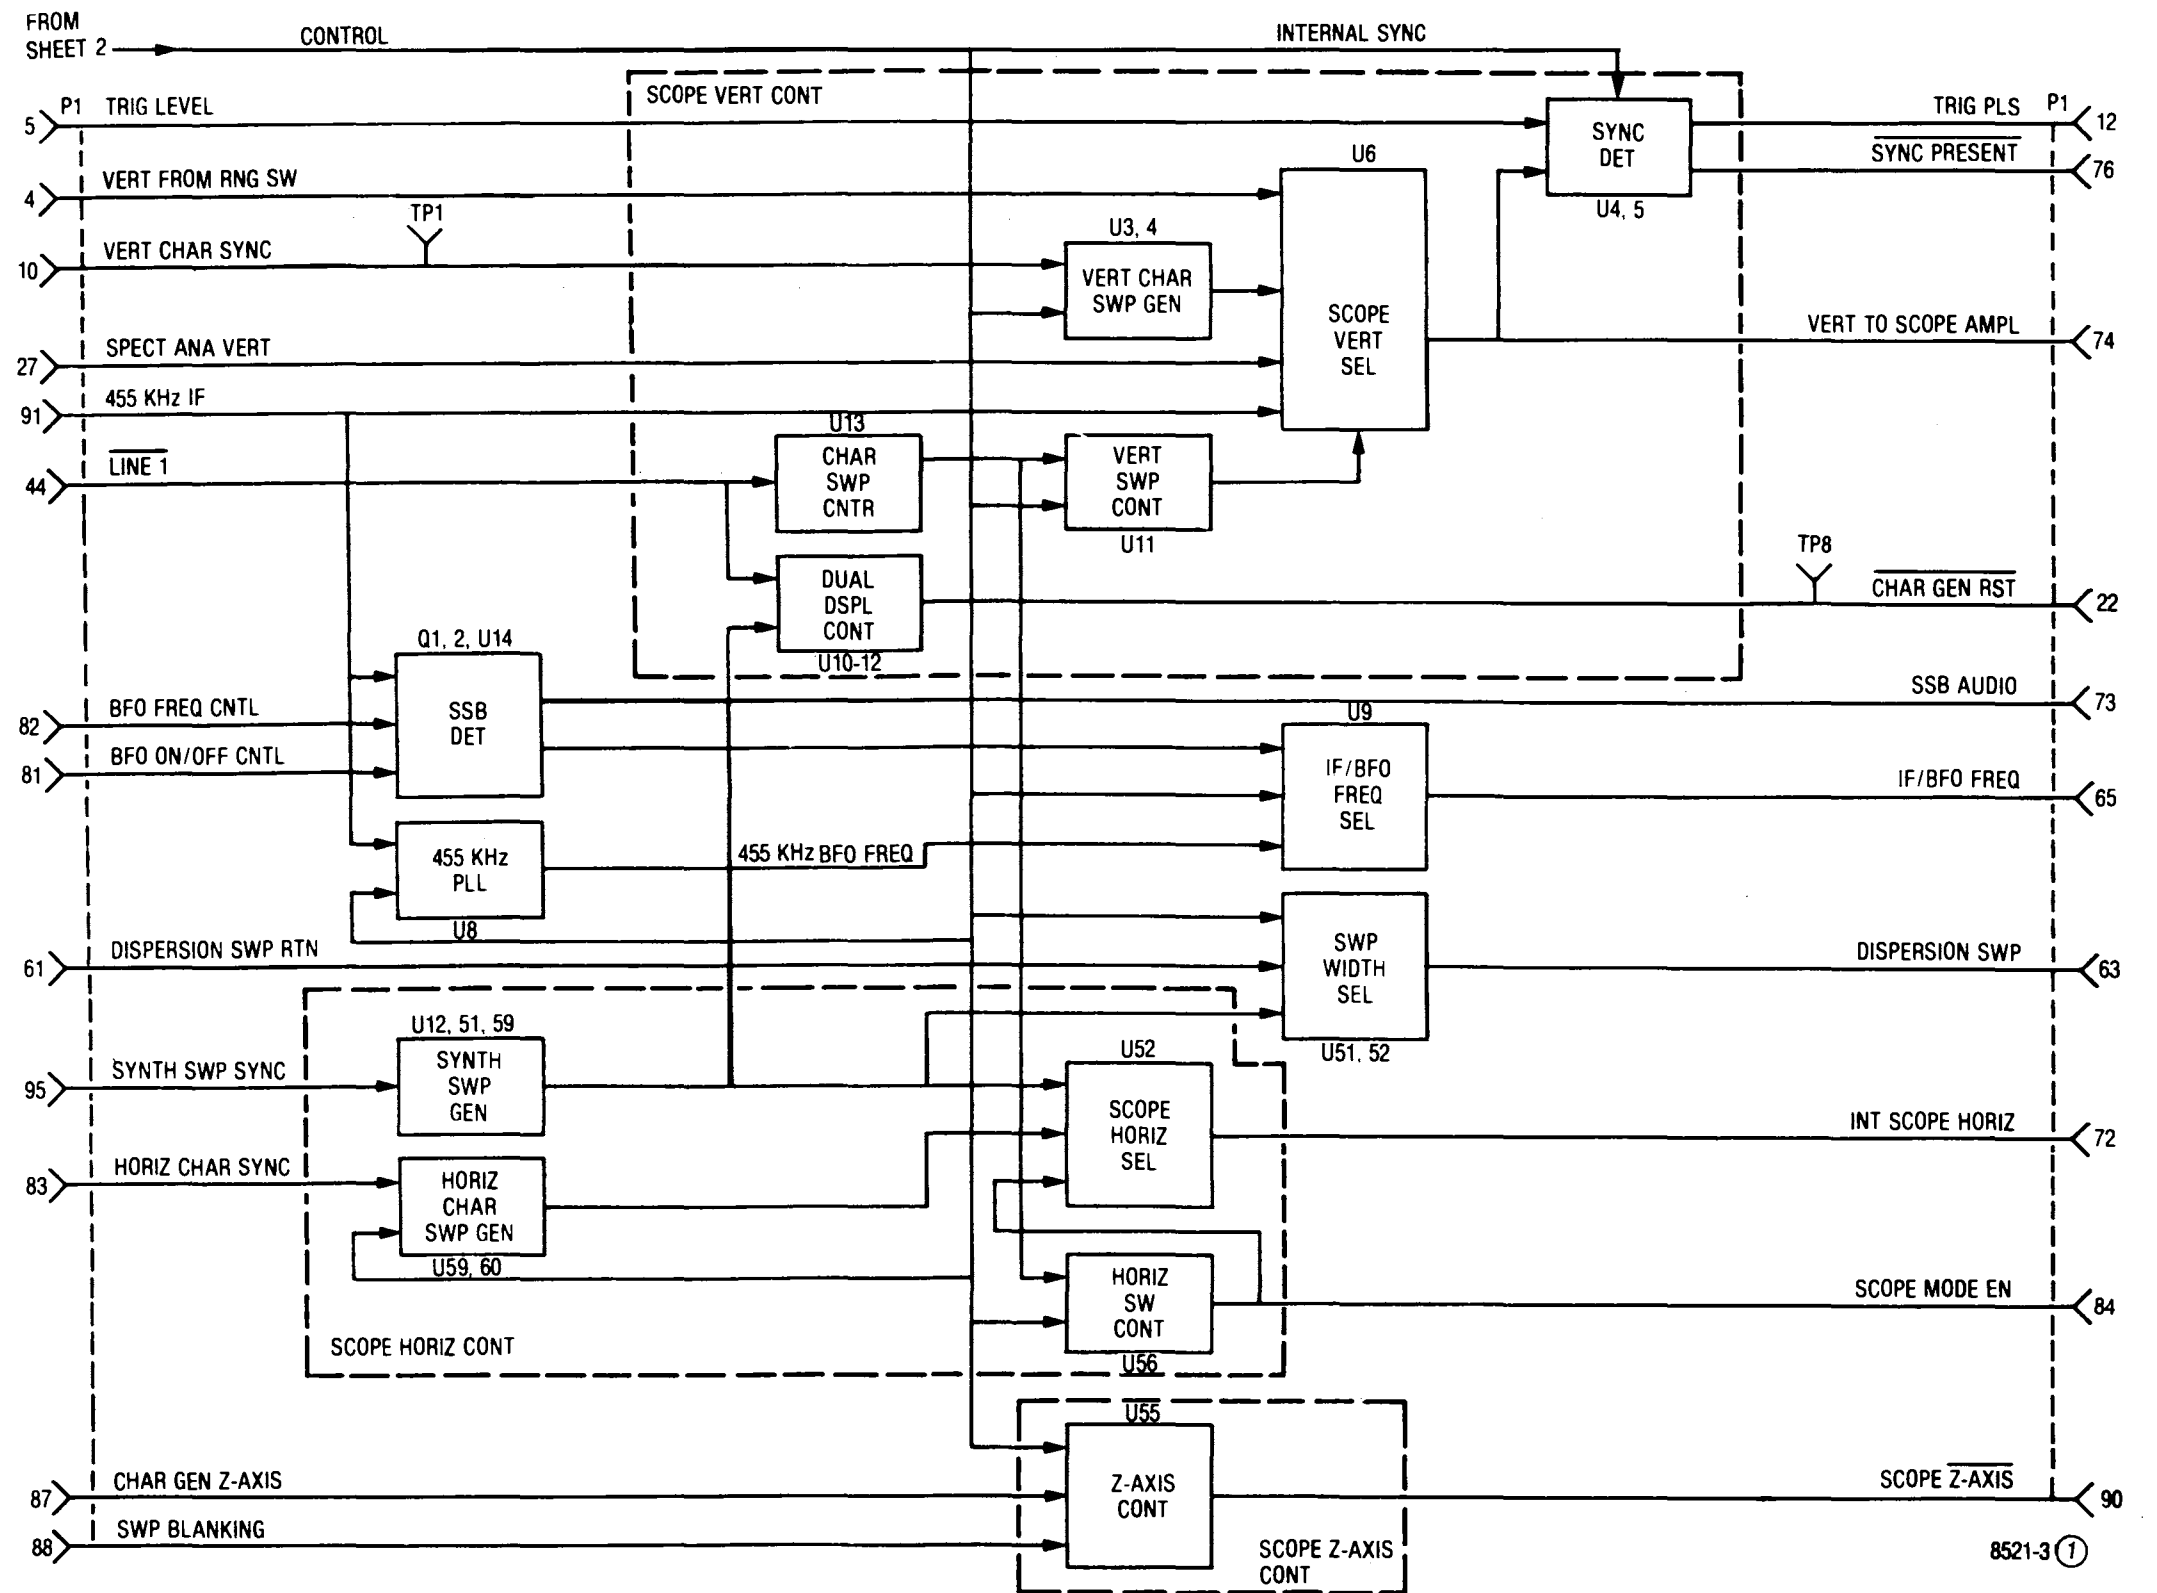 FROM
SHEET 2
CONTROL
INTERNAL SYNC
SCOPE VERT CONT
P1
TRIG LEVEL
5
SYNC
DET
U4, 5
TRIG PLS
P1
12
SYNC PRESENT
76
VERT FROM RNG SW
4
TP1
VERT CHAR SYNC
10
U3, 4
VERT CHAR
SWP GEN
U6
SCOPE
VERT
SEL
VERT TO SCOPE AMPL
74
SPECT ANA VERT
27
455 KHz IF
91
LINE 1
44
U13
CHAR
SWP
CNTR
VERT
SWP
CONT
U11
DUAL
DSPL
CONT
U10-12
TP8
CHAR GEN RST
22
Q1, 2, U14
SSB
DET
SSB AUDIO
73
BFO FREQ CNTL
82
BFO ON/OFF CNTL
81
U9
IF/BFO
FREQ
SEL
IF/BFO FREQ
65
455 KHz
PLL
U8
455 KHz BFO FREQ
DISPERSION SWP RTN
61
SWP
WIDTH
SEL
U51, 52
DISPERSION SWP
63
U12, 51, 59
SYNTH
SWP
GEN
SYNTH SWP SYNC
95
U52
SCOPE
HORIZ
SEL
INT SCOPE HORIZ
72
HORIZ CHAR SYNC
83
HORIZ
CHAR
SWP GEN
U59, 60
HORIZ
SW
CONT
U56
SCOPE MODE EN
84
SCOPE HORIZ CONT
U55
Z-AXIS
CONT
CHAR GEN Z-AXIS
87
SCOPE Z-AXIS
90
SWP BLANKING
88
SCOPE Z-AXIS
CONT
8521-3 1